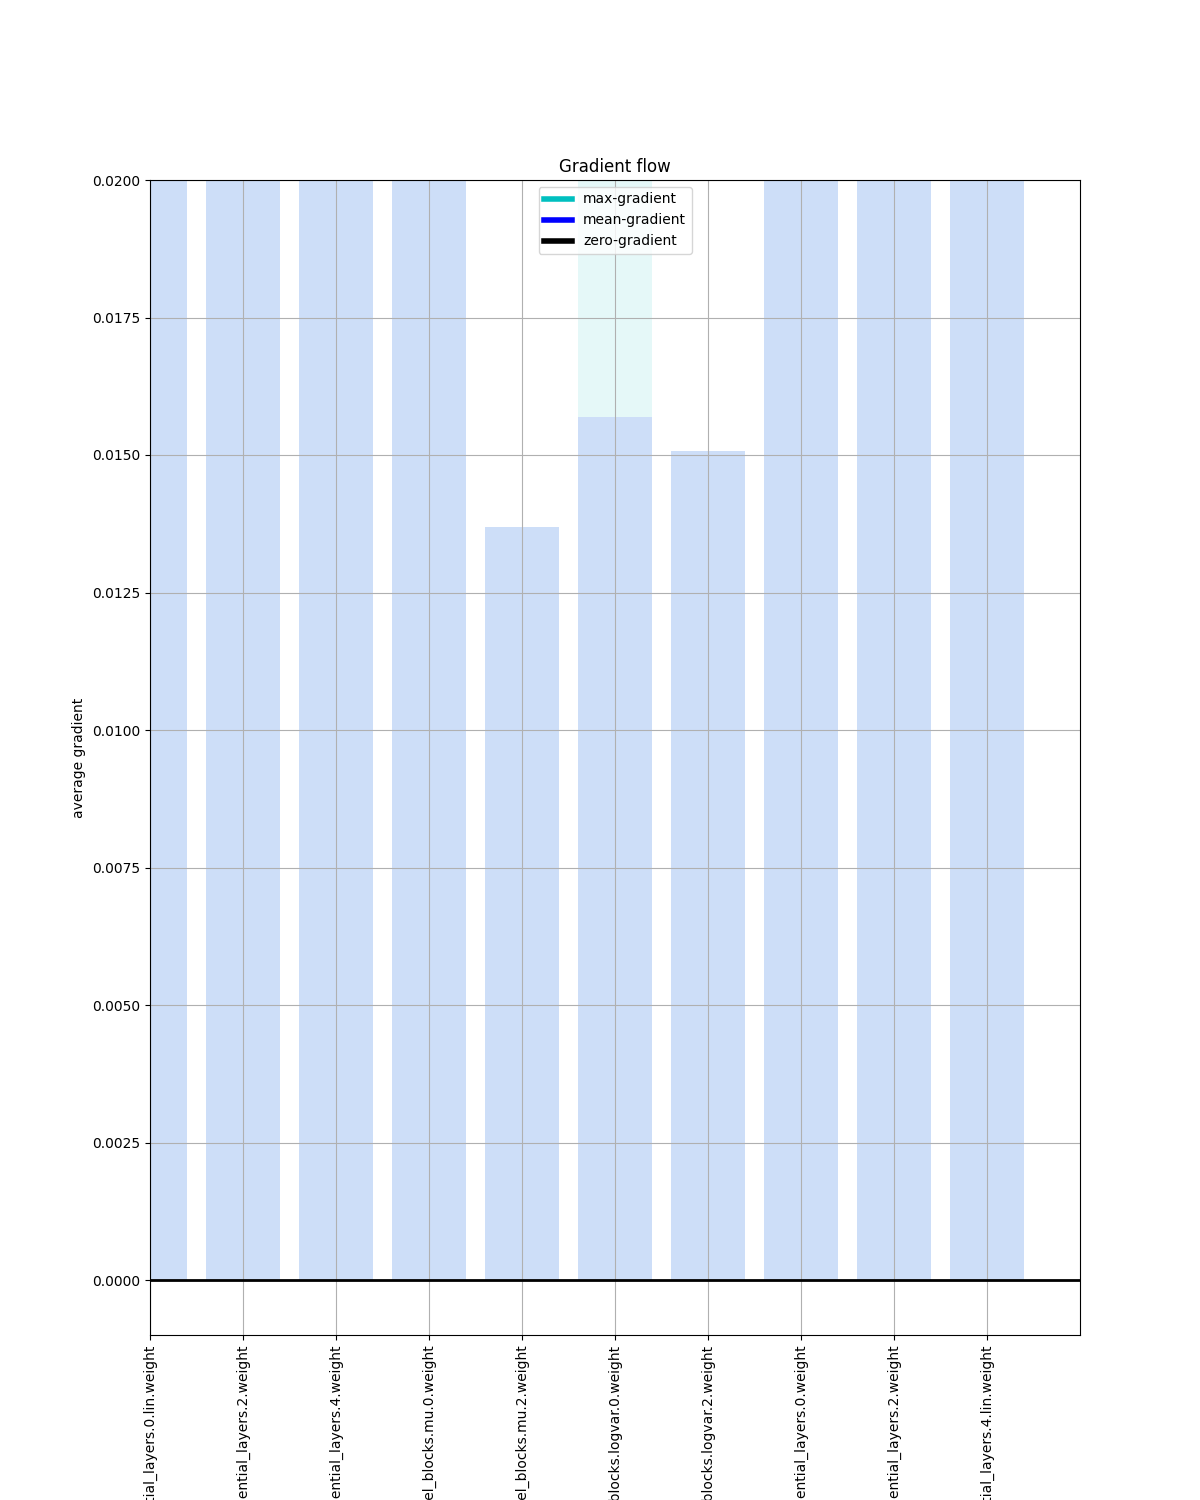 Gradient flow
max-gradient
mean-gradient
zero-gradient
0.0200
0.0175
0.0150
0.0125
0.0100
0.0075
0.0050
0.0025
0.0000
average gradient
tial_layers.0.lin.weight
ential_layers.2.weight
ential_layers.4.weight
el_blocks.mu.0.weight
el_blocks.mu.2.weight
blocks.logvar.0.weight
blocks.logvar.2.weight
ential_layers.0.weight
ential_layers.2.weight
tial_layers.4.lin.weight